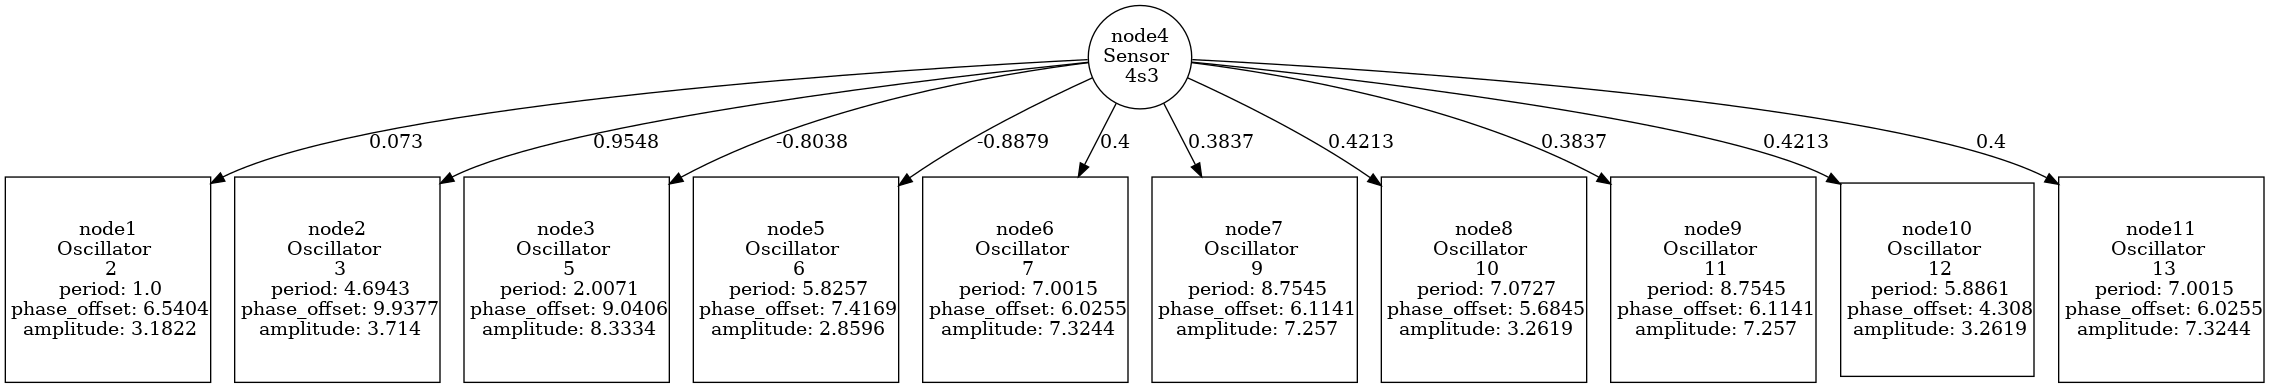 node4
Sensor
4s3
0.073
0.9548
-0.8038
-0.8879
0.4
0.3837
0.4213
0.3837
0.4213
0.4
node1
Oscillator
2
period: 1.0
phase_offset: 6.5404
amplitude: 3.1822
node2
Oscillator
3
period: 4.6943
phase_offset: 9.9377
amplitude: 3.714
node3
Oscillator
5
period: 2.0071
phase_offset: 9.0406
amplitude: 8.3334
node5
Oscillator
6
period: 5.8257
phase_offset: 7.4169
amplitude: 2.8596
node6
Oscillator
7
period: 7.0015
phase_offset: 6.0255
amplitude: 7.3244
node7
Oscillator
9
period: 8.7545
phase_offset: 6.1141
amplitude: 7.257
node8
Oscillator
10
period: 7.0727
phase_offset: 5.6845
amplitude: 3.2619
node9
Oscillator
11
period: 8.7545
phase_offset: 6.1141
amplitude: 7.257
node10
Oscillator
12
period: 5.8861
phase_offset: 4.308
amplitude: 3.2619
node11
Oscillator
13
period: 7.0015
phase_offset: 6.0255
amplitude: 7.3244